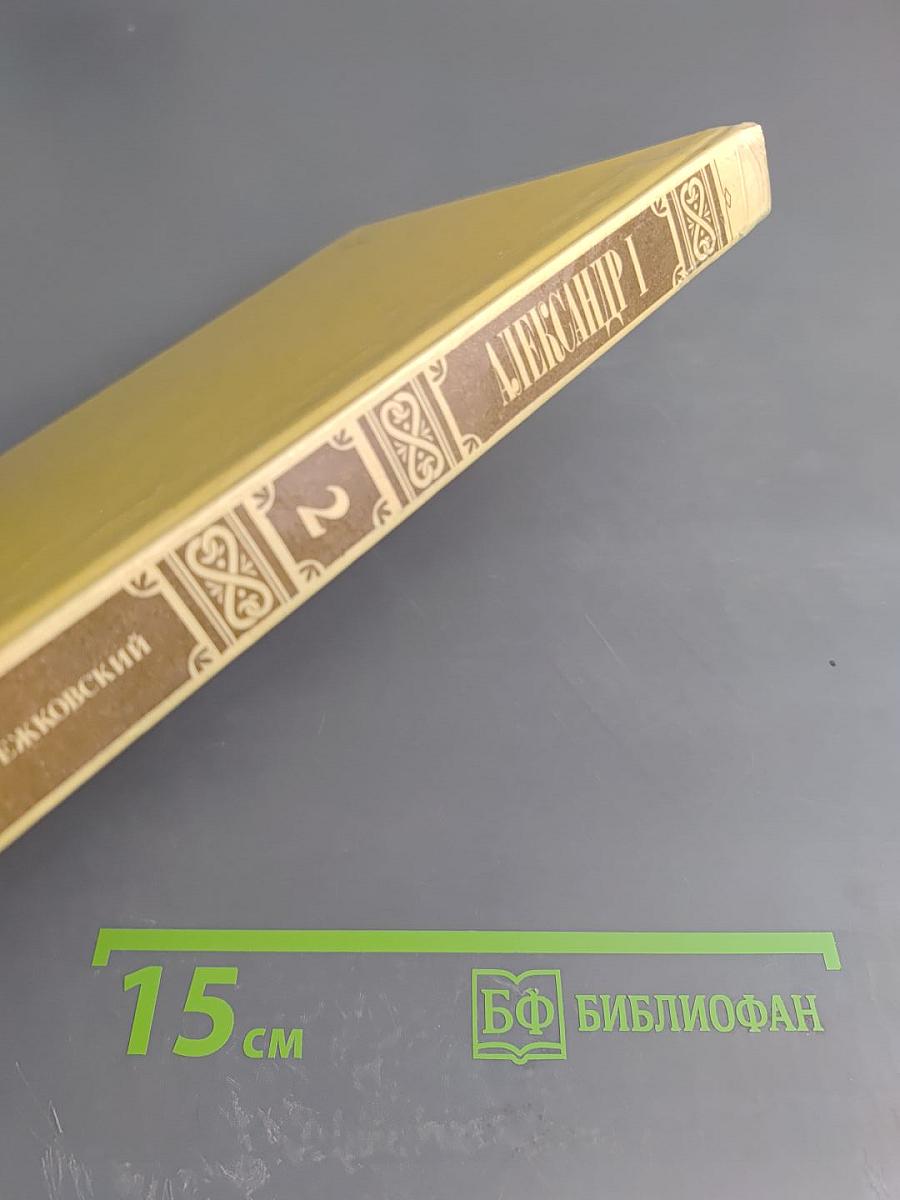 ЕЖКОВСКИЙ
2
АЛЕКСАНДР I
15 см
БФ БИБЛИОФАН